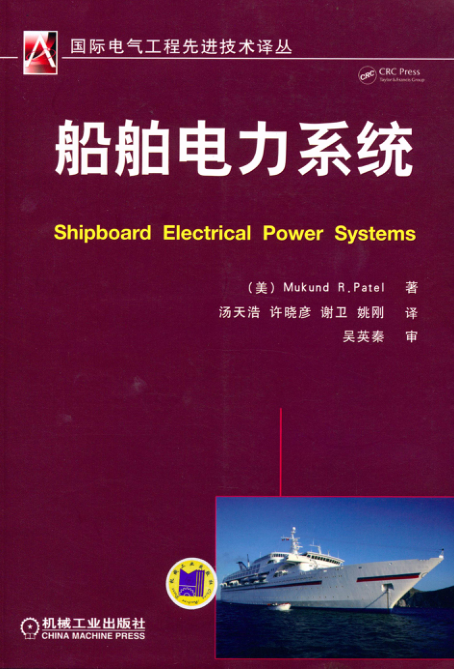 国际电气工程先进技术译丛
CRC
CRC Press
Taylor & Francis Group
船舶电力系统
Shipboard Electrical Power Systems
（美） Mukund R. Patel 著
汤天浩 许晓彦 谢卫 姚刚 译
吴英秦 审
机械工业出版社
CHINA MACHINE PRESS